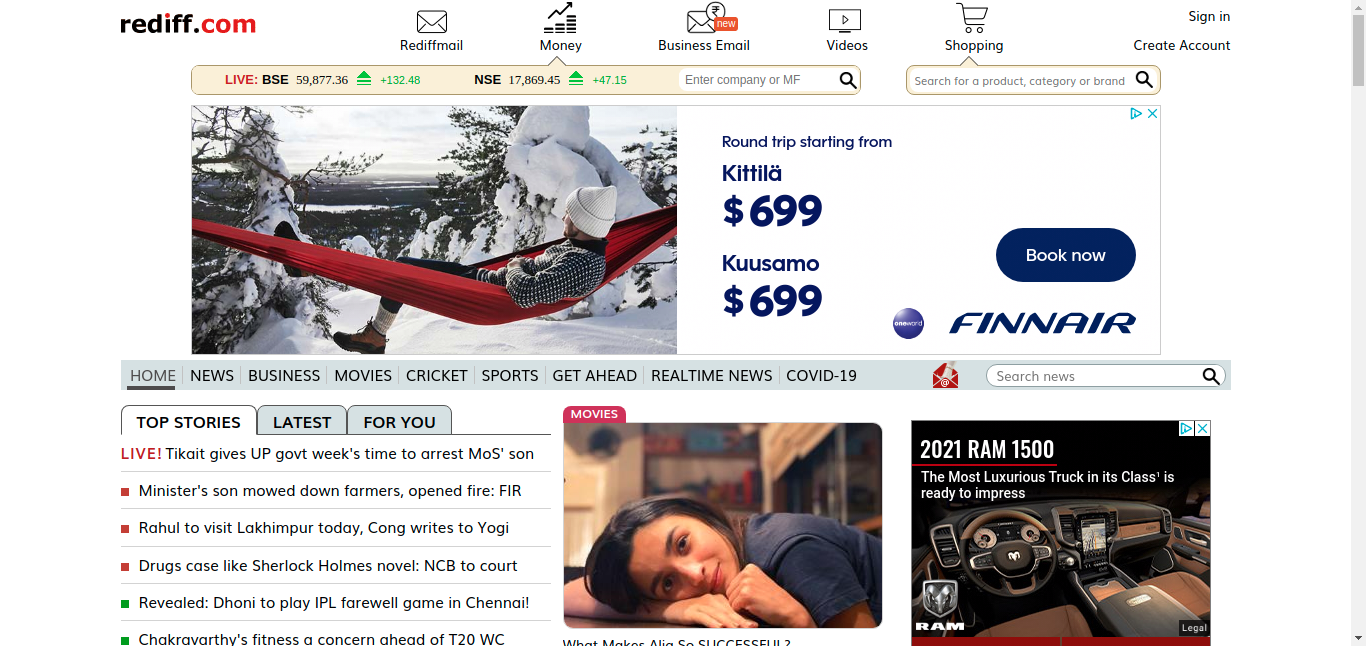 rediff.com
Rediffmail
Money
new
Business Email
Videos
Shopping
Sign in
Create Account
LIVE: BSE 59,877.36 +132.48 NSE 17,869.45 +47.15
Enter company or MF
Search for a product, category or brand
Round trip starting from
Kittilä
$699
Kuusamo
$699
Book now
oneworld
FINNAIR
HOME NEWS BUSINESS MOVIES CRICKET SPORTS GET AHEAD REALTIME NEWS COVID-19
Search news
TOP STORIES LATEST FOR YOU
LIVE! Tikait gives UP govt week's time to arrest MoS' son
Minister's son mowed down farmers, opened fire: FIR
Rahul to visit Lakhimpur today, Cong writes to Yogi
Drugs case like Sherlock Holmes novel: NCB to court
Revealed: Dhoni to play IPL farewell game in Chennai!
Chakravarthy's fitness a concern ahead of T20 WC
MOVIES
What Makes Alia So SUCCESSFUL?
2021 RAM 1500
The Most Luxurious Truck in its Class¹ is
ready to impress
RAM
Legal